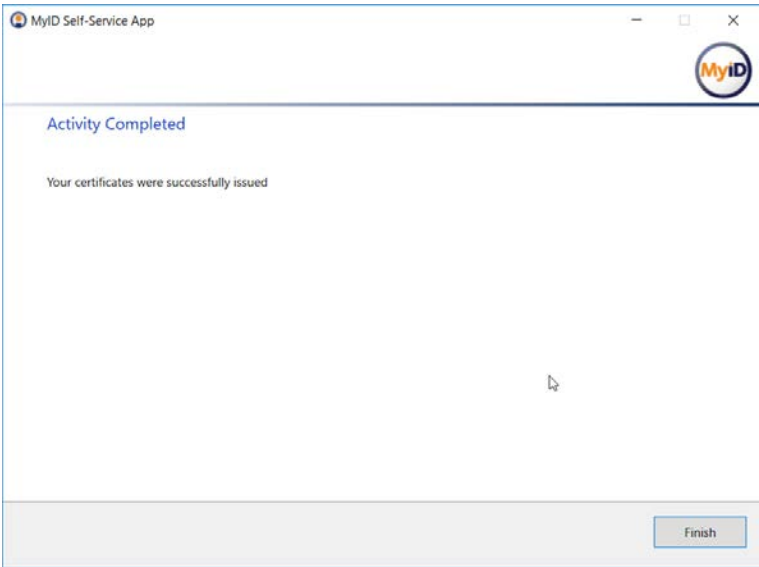 MyID Self-Service App
MyiD
Activity Completed
Your certificates were successfully issued
Finish